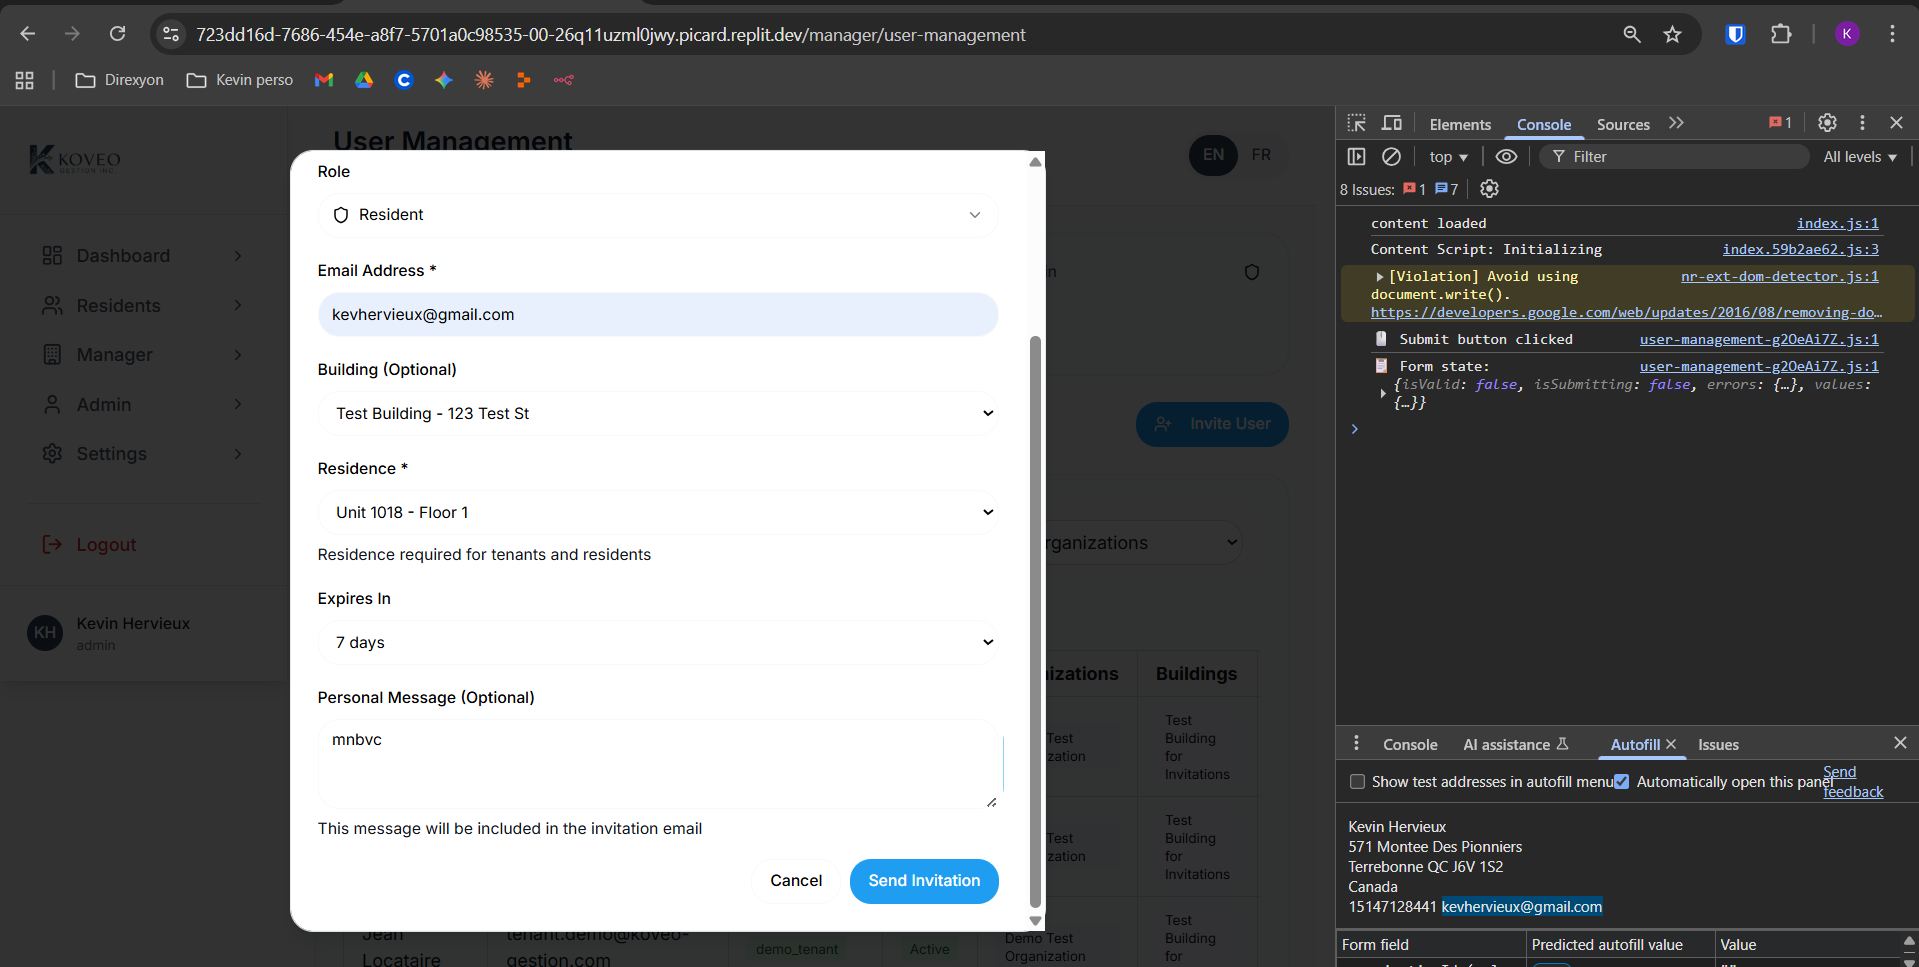 723dd16d-7686-454e-a8f7-5701a0c98535-00-26q11uzml0jwy.picard.replit.dev/manager/user-management
K
Direxyon
Kevin perso
KOVEO
GESTION INC.
Dashboard
Residents
Manager
Admin
Settings
Logout
KH
Kevin Hervieux
admin
User Management
EN
FR
Invite User
Role
Resident
Email Address *
kevhervieux@gmail.com
Building (Optional)
Test Building - 123 Test St
Residence *
Unit 1018 - Floor 1
Residence required for tenants and residents
Expires In
7 days
Personal Message (Optional)
mnbvc
This message will be included in the invitation email
Cancel
Send Invitation
Buildings
Test
Building
for
Invitations
Test
Building
for
Invitations
Jean
Locataire
tenant.demo@koveo-
gestion.com
demo_tenant
Active
Demo Test
Organization
Test
Building
for
Elements
Console
Sources
1
top
Filter
All levels
8 Issues:
1
7
content loaded
index.js:1
Content Script: Initializing
index.59b2ae62.js:3
[Violation] Avoid using
nr-ext-dom-detector.js:1
document.write().
https://developers.google.com/web/updates/2016/08/removing-do…
Submit button clicked
user-management-g2OeAi7Z.js:1
Form state:
user-management-g2OeAi7Z.js:1
{isValid: false, isSubmitting: false, errors: {…}, values:
{…}}
Console
AI assistance
Autofill
Issues
Show test addresses in autofill menu
Automatically open this panel
Send
feedback
Kevin Hervieux
571 Montee Des Pionniers
Terrebonne QC J6V 1S2
Canada
15147128441 kevhervieux@gmail.com
Form field
Predicted autofill value
Value